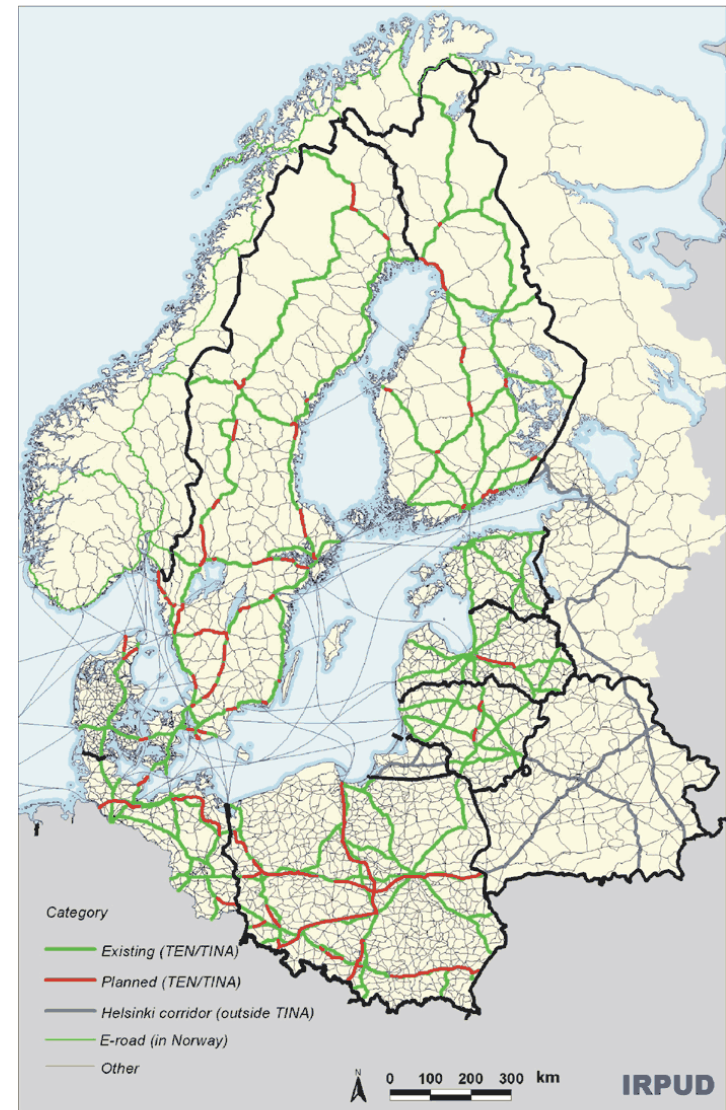 Category
Existing (TEN/TINA)
Planned (TEN/TINA)
Helsinki corridor (outside TINA)
E-road (in Norway)
Other
N
0 100 200 300 km
IRPUD